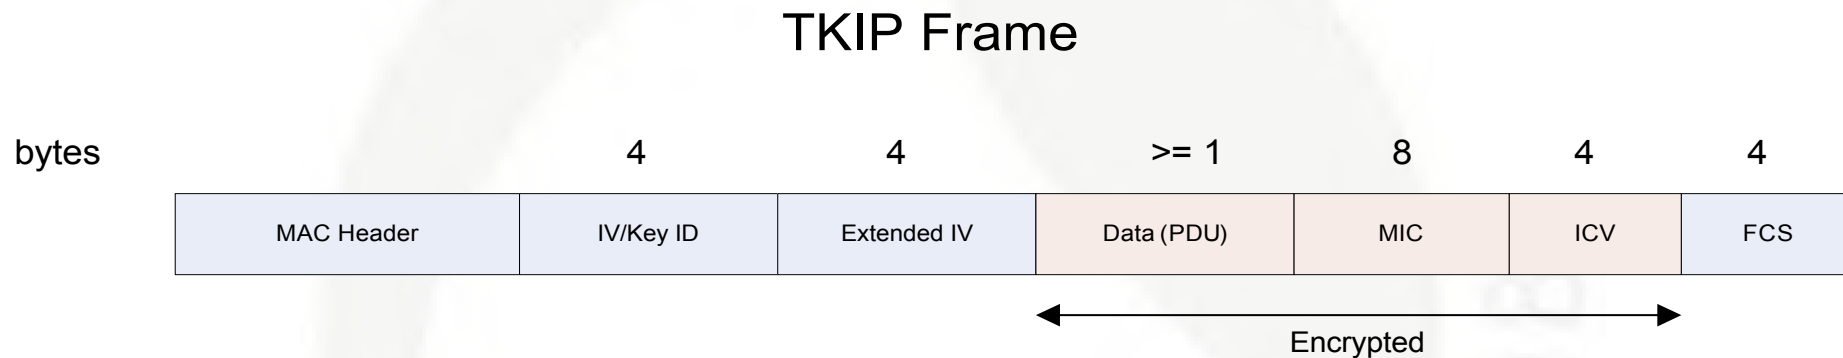 TKIP Frame
bytes 4 4 >= 1 8 4 4
MAC Header IV/Key ID Extended IV Data (PDU) MIC ICV FCS
Encrypted